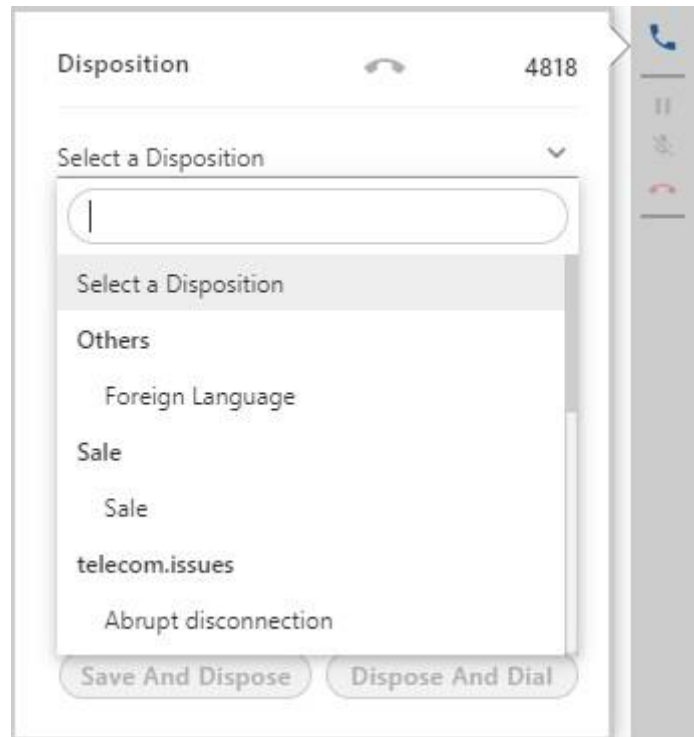 Disposition 4818
Select a Disposition
Select a Disposition
Others
Foreign Language
Sale
Sale
telecom.issues
Abrupt disconnection
Save And Dispose Dispose And Dial